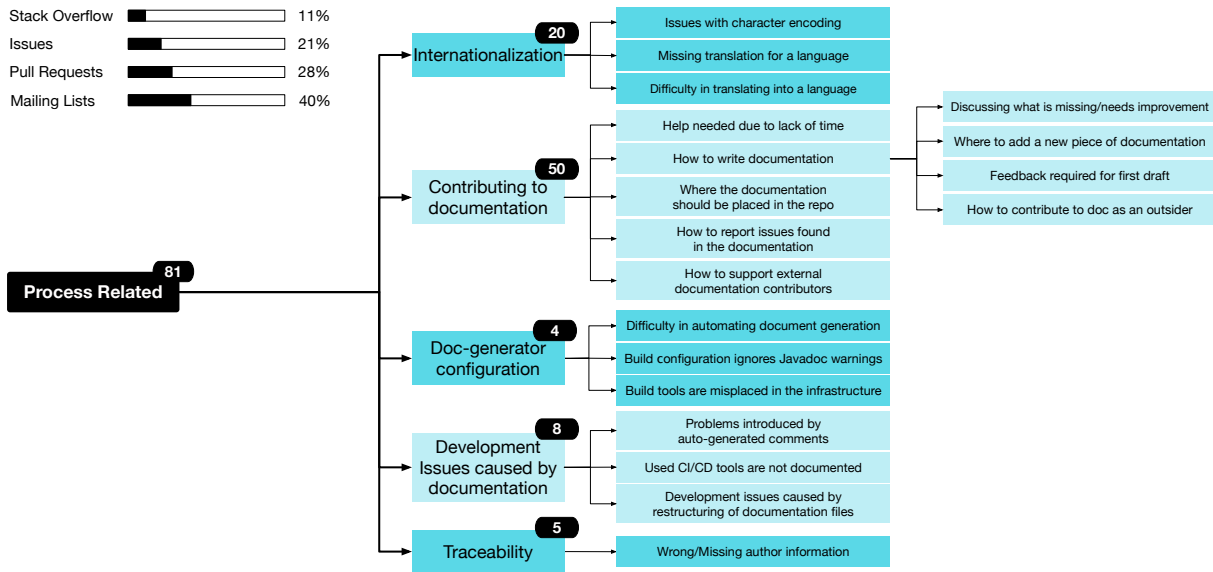 Stack Overflow 11%
Issues 21%
Pull Requests 28%
Mailing Lists 40%
81
Process Related
20
Internationalization
Issues with character encoding
Missing translation for a language
Difficulty in translating into a language
50
Contributing to
documentation
Help needed due to lack of time
How to write documentation
Where the documentation
should be placed in the repo
How to report issues found
in the documentation
How to support external
documentation contributors
Discussing what is missing/needs improvement
Where to add a new piece of documentation
Feedback required for first draft
How to contribute to doc as an outsider
4
Doc-generator
configuration
Difficulty in automating document generation
Build configuration ignores Javadoc warnings
Build tools are misplaced in the infrastructure
8
Development
Issues caused by
documentation
Problems introduced by
auto-generated comments
Used CI/CD tools are not documented
Development issues caused by
restructuring of documentation files
5
Traceability
Wrong/Missing author information